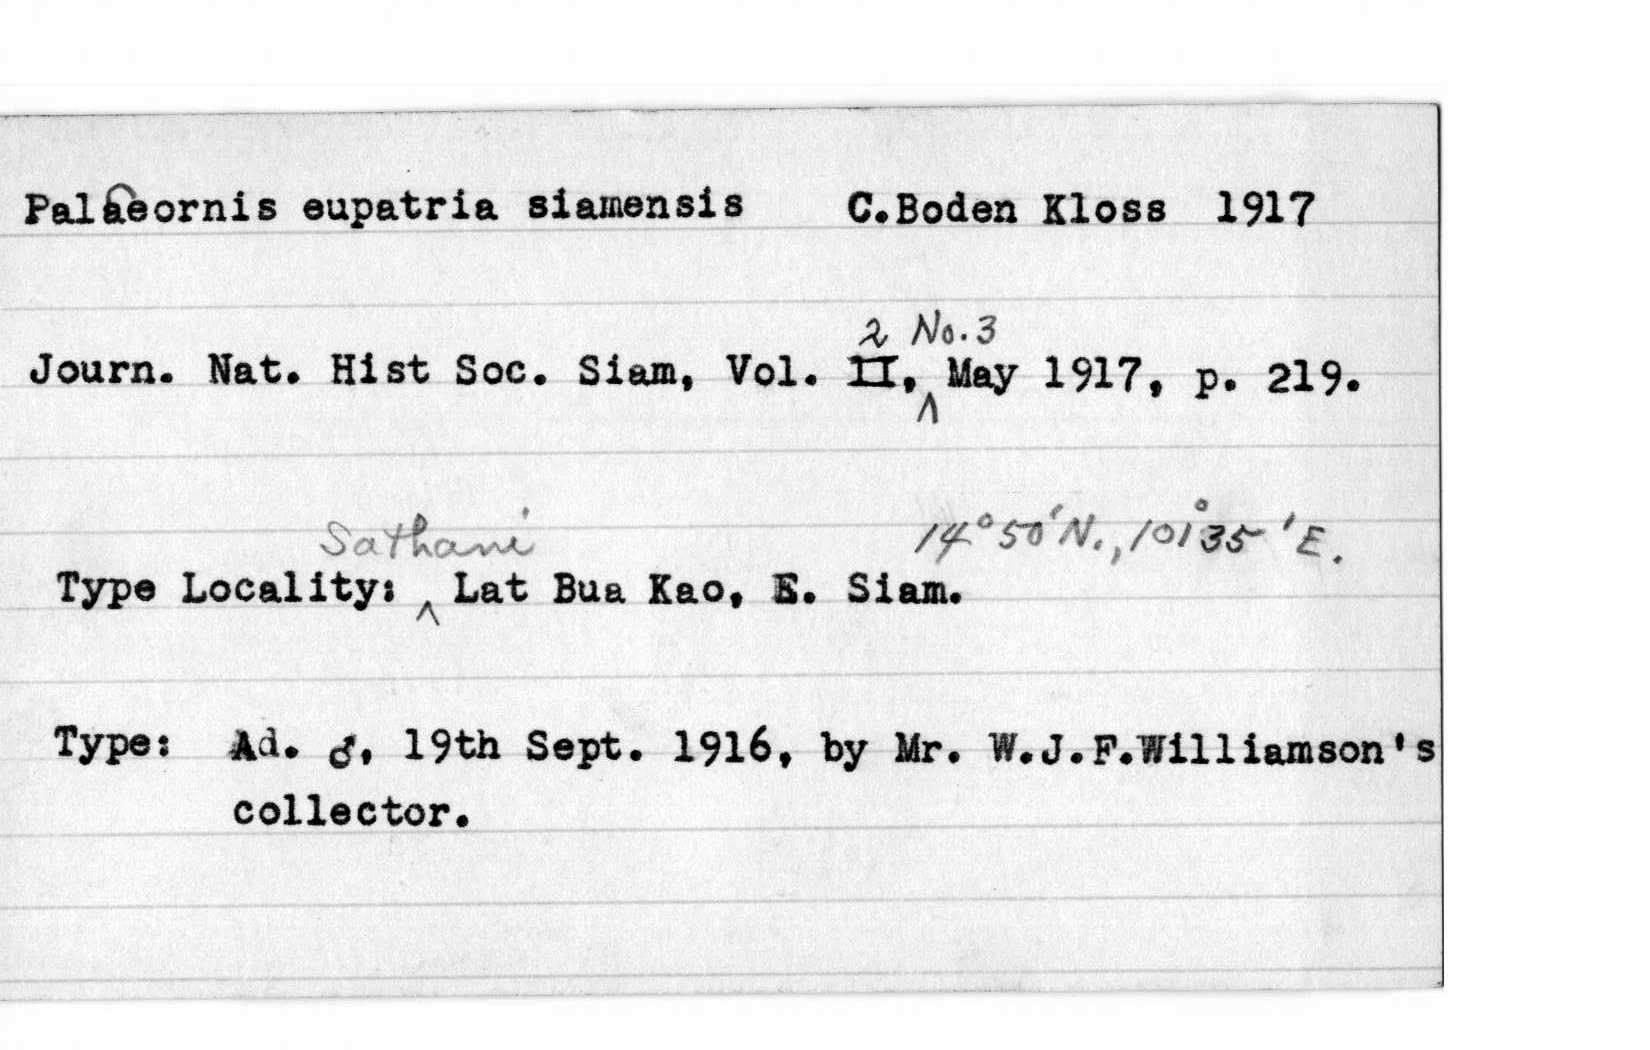 Palaeornis eupatria siamensis C.Boden Kloss 1917
2 No.3
Journ. Nat. Hist Soc. Siam, Vol. II, May 1917, p. 219.
Sathani 14°50'N., 101°35'E.
Type Locality: Lat Bua Kao, E. Siam.
Type: Ad. ♂, 19th Sept. 1916, by Mr. W.J.F.Williamson's
collector.